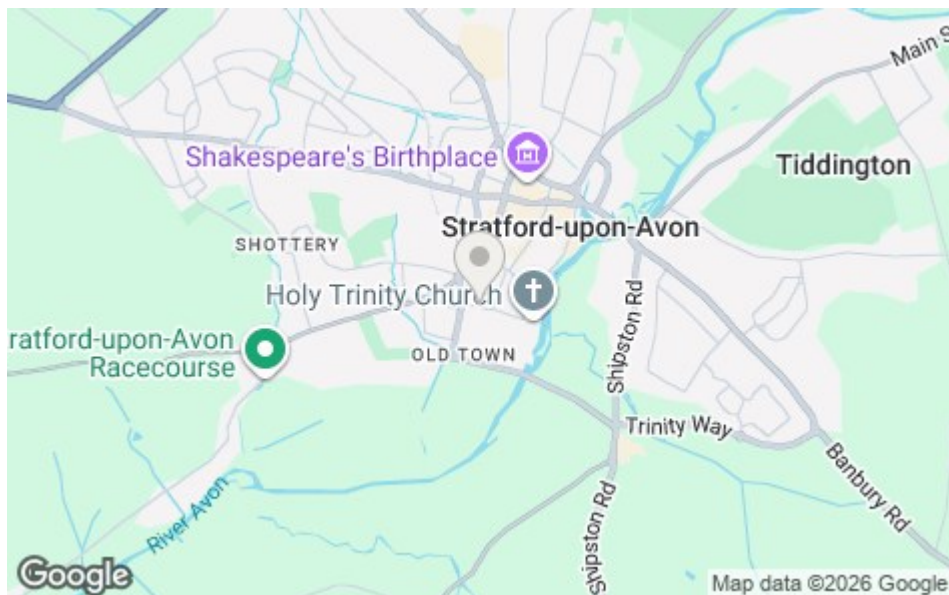 Main S
Tiddington
Shakespeare's Birthplace
Stratford-upon-Avon
SHOTTERY
Holy Trinity Church
Shipston Rd
ratford-upon-Avon
Racecourse
OLD TOWN
Trinity Way
Banbury Rd
River Avon
Shipston Rd
Google
Map data ©2026 Google